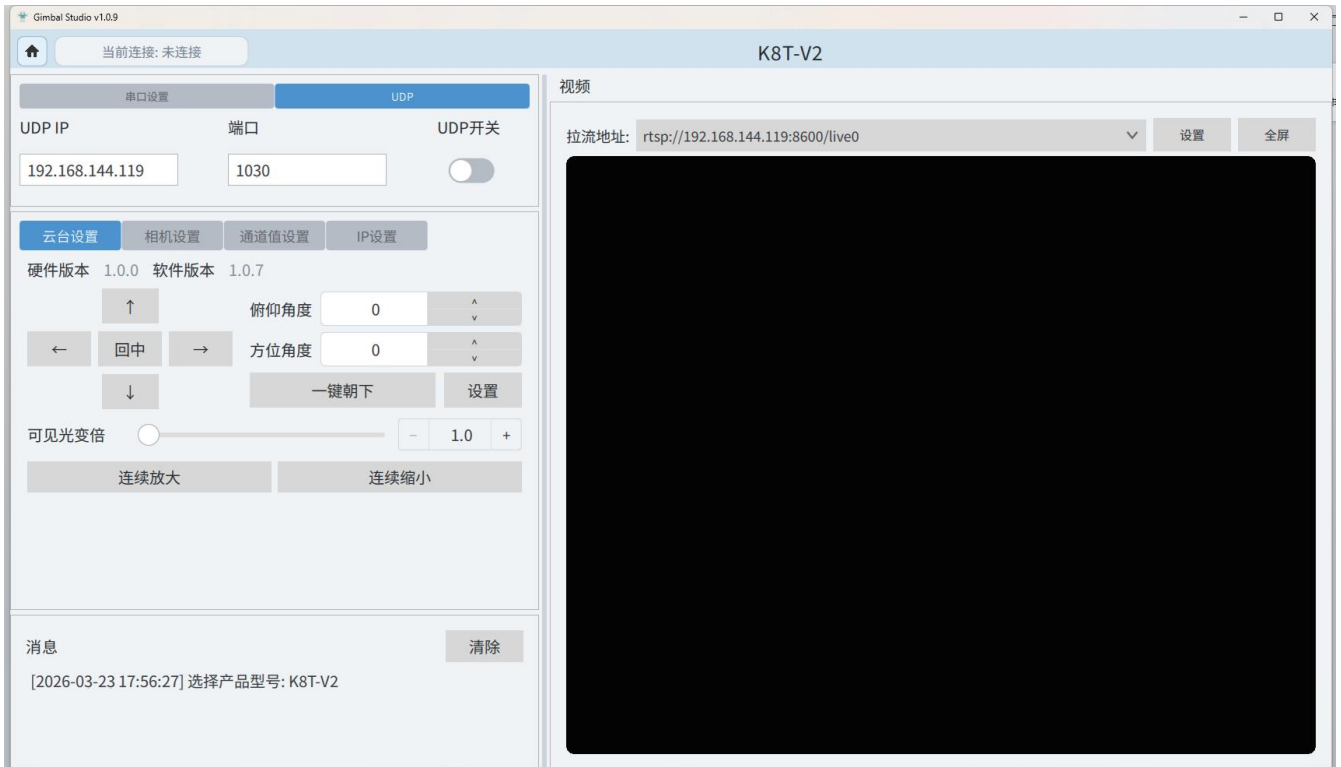 Gimbal Studio v1.0.9
当前连接: 未连接
K8T-V2
串口设置 UDP
UDP IP 端口 UDP开关
192.168.144.119 1030
云台设置 相机设置 通道值设置 IP设置
硬件版本 1.0.0 软件版本 1.0.7
↑
俯仰角度 0
← 回中 →
方位角度 0
↓
一键朝下 设置
可见光变倍 − 1.0 +
连续放大 连续缩小
消息 清除
[2026-03-23 17:56:27] 选择产品型号: K8T-V2
视频
拉流地址: rtsp://192.168.144.119:8600/live0 设置 全屏